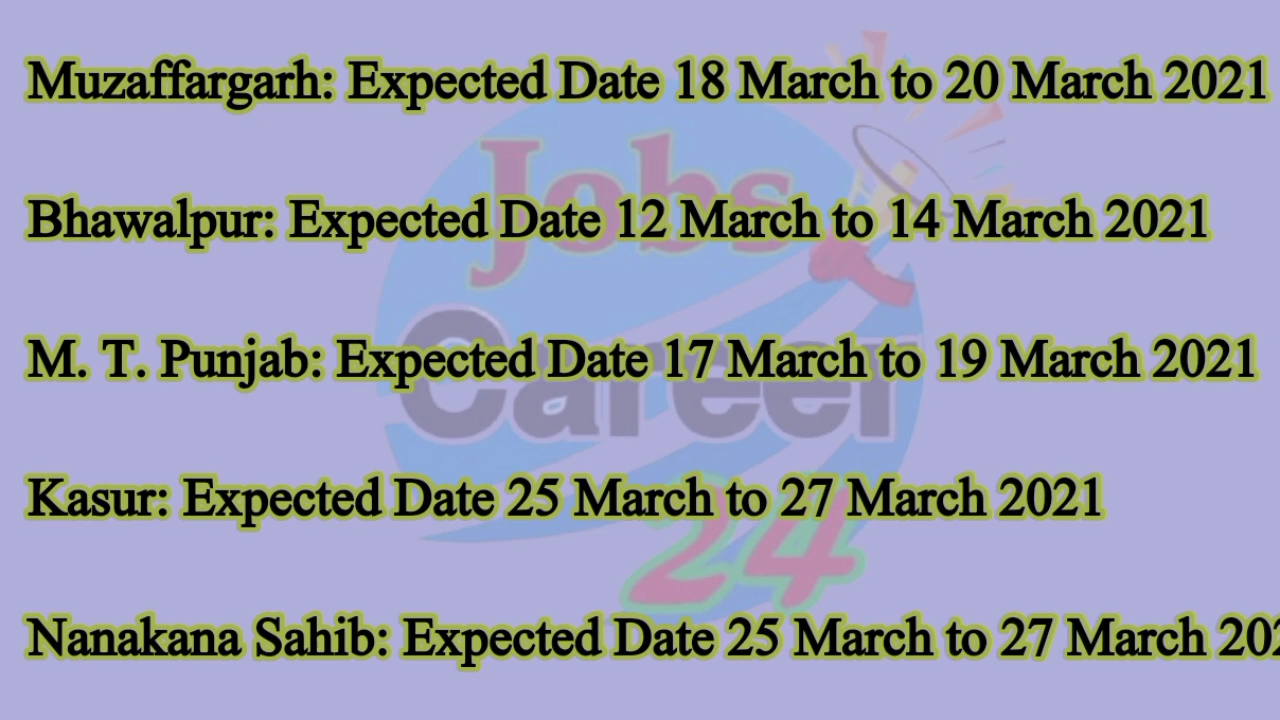 Muzaffargarh: Expected Date 18 March to 20 March 2021
Bhawalpur: Expected Date 12 March to 14 March 2021
Jobs
M. T. Punjab: Expected Date 17 March to 19 March 2021
Career
Kasur: Expected Date 25 March to 27 March 2021
24
Nanakana Sahib: Expected Date 25 March to 27 March